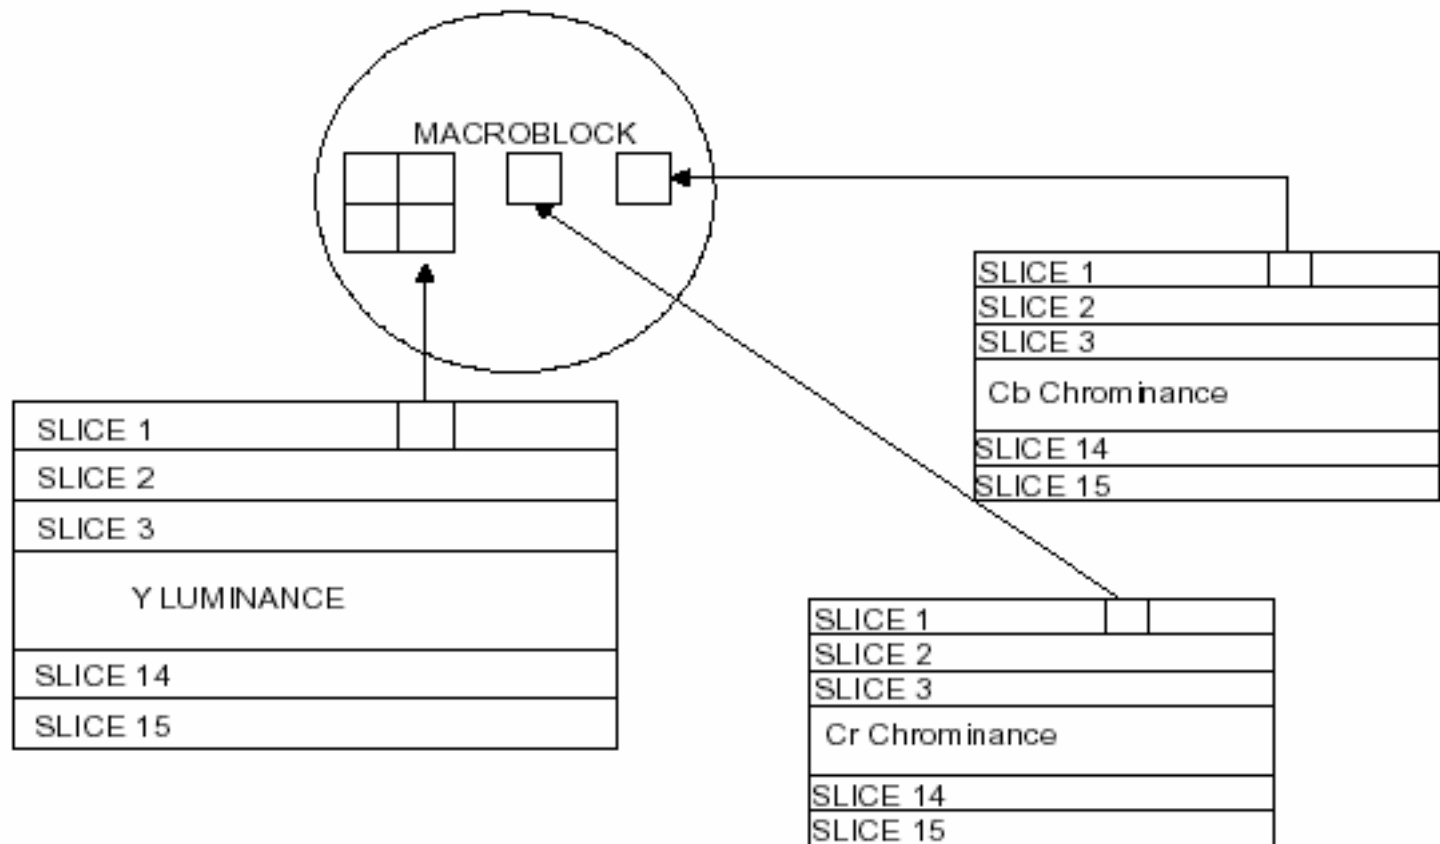 MACROBLOCK
SLICE 1
SLICE 2
SLICE 3
Y LUMINANCE
SLICE 14
SLICE 15
SLICE 1
SLICE 2
SLICE 3
Cb Chrominance
SLICE 14
SLICE 15
SLICE 1
SLICE 2
SLICE 3
Cr Chrominance
SLICE 14
SLICE 15